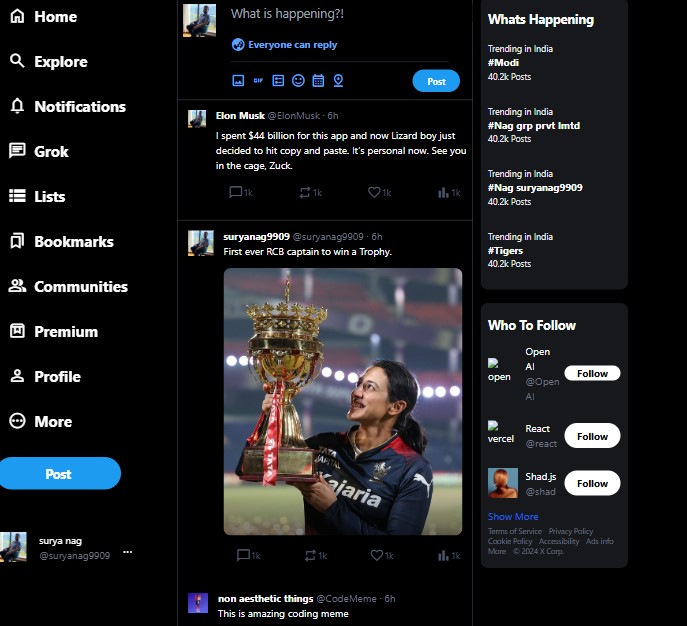 Home
Explore
Notifications
Grok
Lists
Bookmarks
Communities
Premium
Profile
More
Post
surya nag
@suryanag9909
What is happening?!
Everyone can reply
GIF
Post
Elon Musk @ElonMusk · 6h
I spent $44 billion for this app and now Lizard boy just
decided to hit copy and paste. It's personal now. See you
in the cage, Zuck.
1k 1k 1k 1k
suryanag9909 @suryanag9909 · 6h
First ever RCB captain to win a Trophy.
TATA
Kajaria
1k 1k 1k 1k
non aesthetic things @CodeMeme · 6h
This is amazing coding meme
Whats Happening
Trending in India
#Modi
40.2k Posts
Trending in India
#Nag grp prvt lmtd
40.2k Posts
Trending in India
#Nag suryanag9909
40.2k Posts
Trending in India
#Tigers
40.2k Posts
Who To Follow
open
Open
AI
@Open
AI
Follow
vercel
React
@react
Follow
Shad.js
@shad
Follow
Show More
Terms of Service Privacy Policy
Cookie Policy Accessibility Ads info
More © 2024 X Corp.